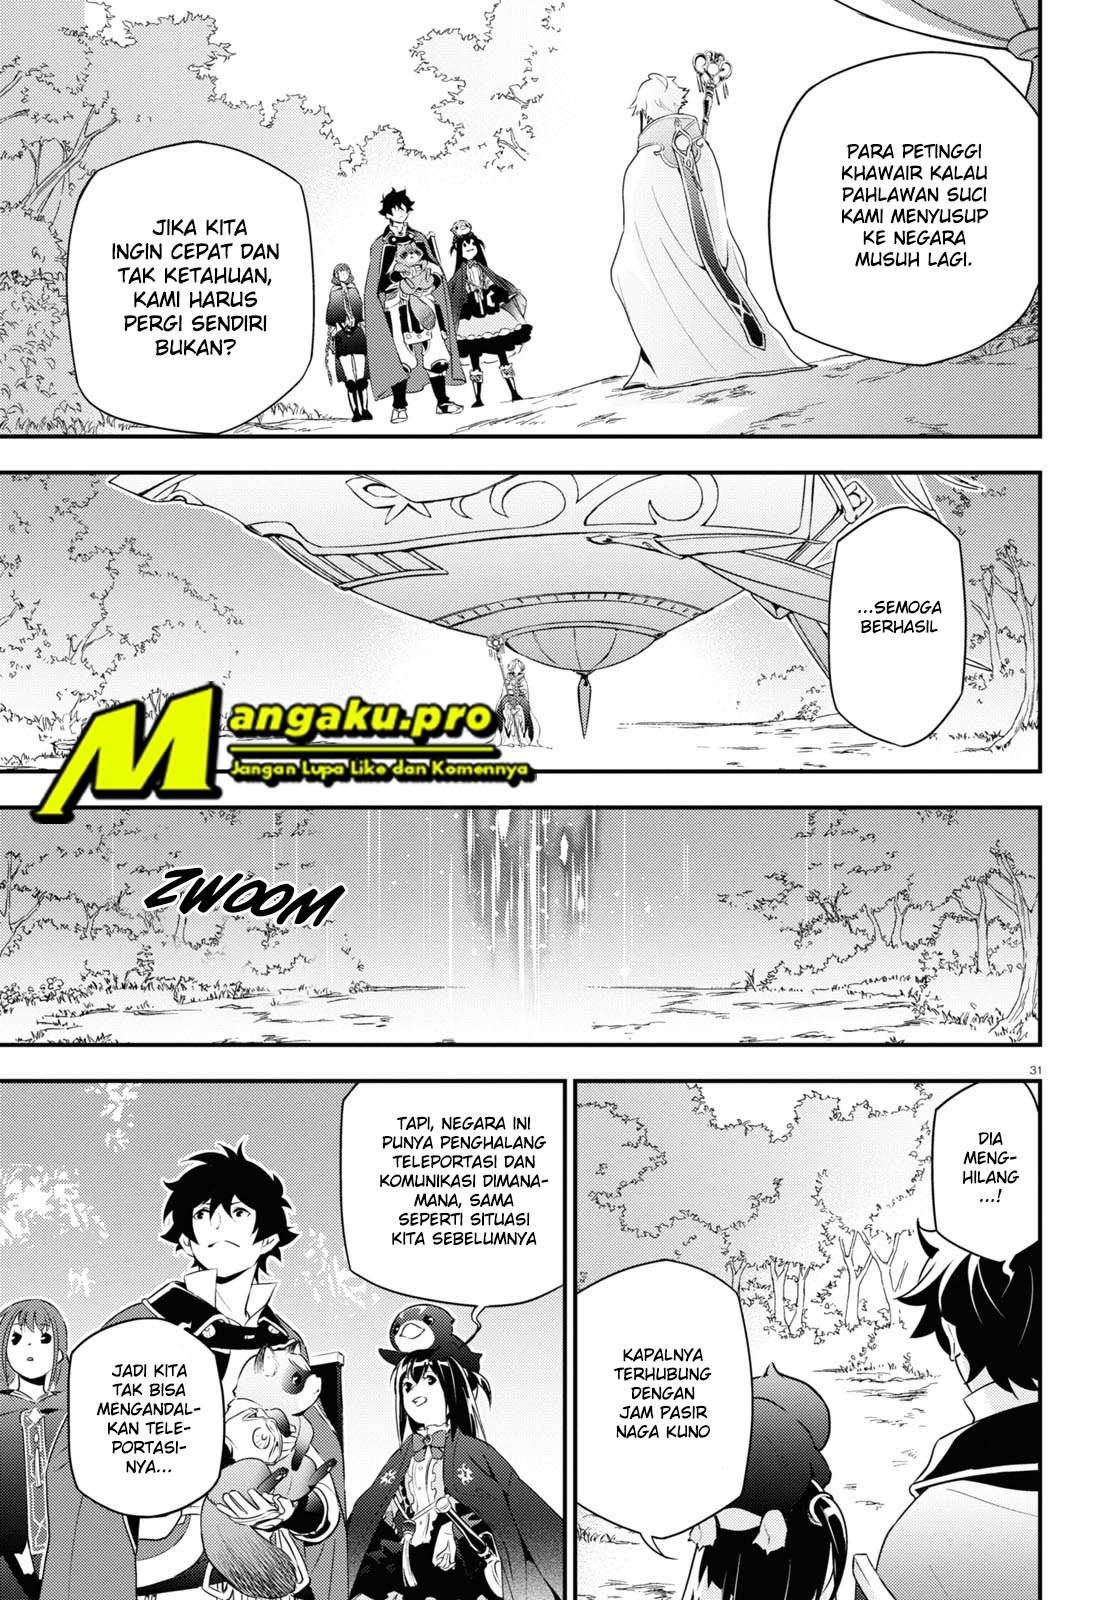 PARA PETINGGI
KHAWAIR KALAU
PAHLAWAN SUCI
KAMI MENYUSUP
KE NEGARA
MUSUH LAGI.
JIKA KITA
INGIN CEPAT DAN
TAK KETAHUAN,
KAMI HARUS
PERGI SENDIRI
BUKAN?
...SEMOGA
BERHASIL
Mangaku.pro
Jangan Lupa Like dan Komennya
ZWOOM
31
DIA
MENG-
HILANG
...!
KAPALNYA
TERHUBUNG
DENGAN
JAM PASIR
NAGA KUNO
TAPI, NEGARA INI
PUNYA PENGHALANG
TELEPORTASI DAN
KOMUNIKASI DIMANA-
MANA, SAMA
SEPERTI SITUASI
KITA SEBELUMNYA
JADI KITA
TAK BISA
MENGANDAL-
KAN TELE-
PORTASI-
NYA...